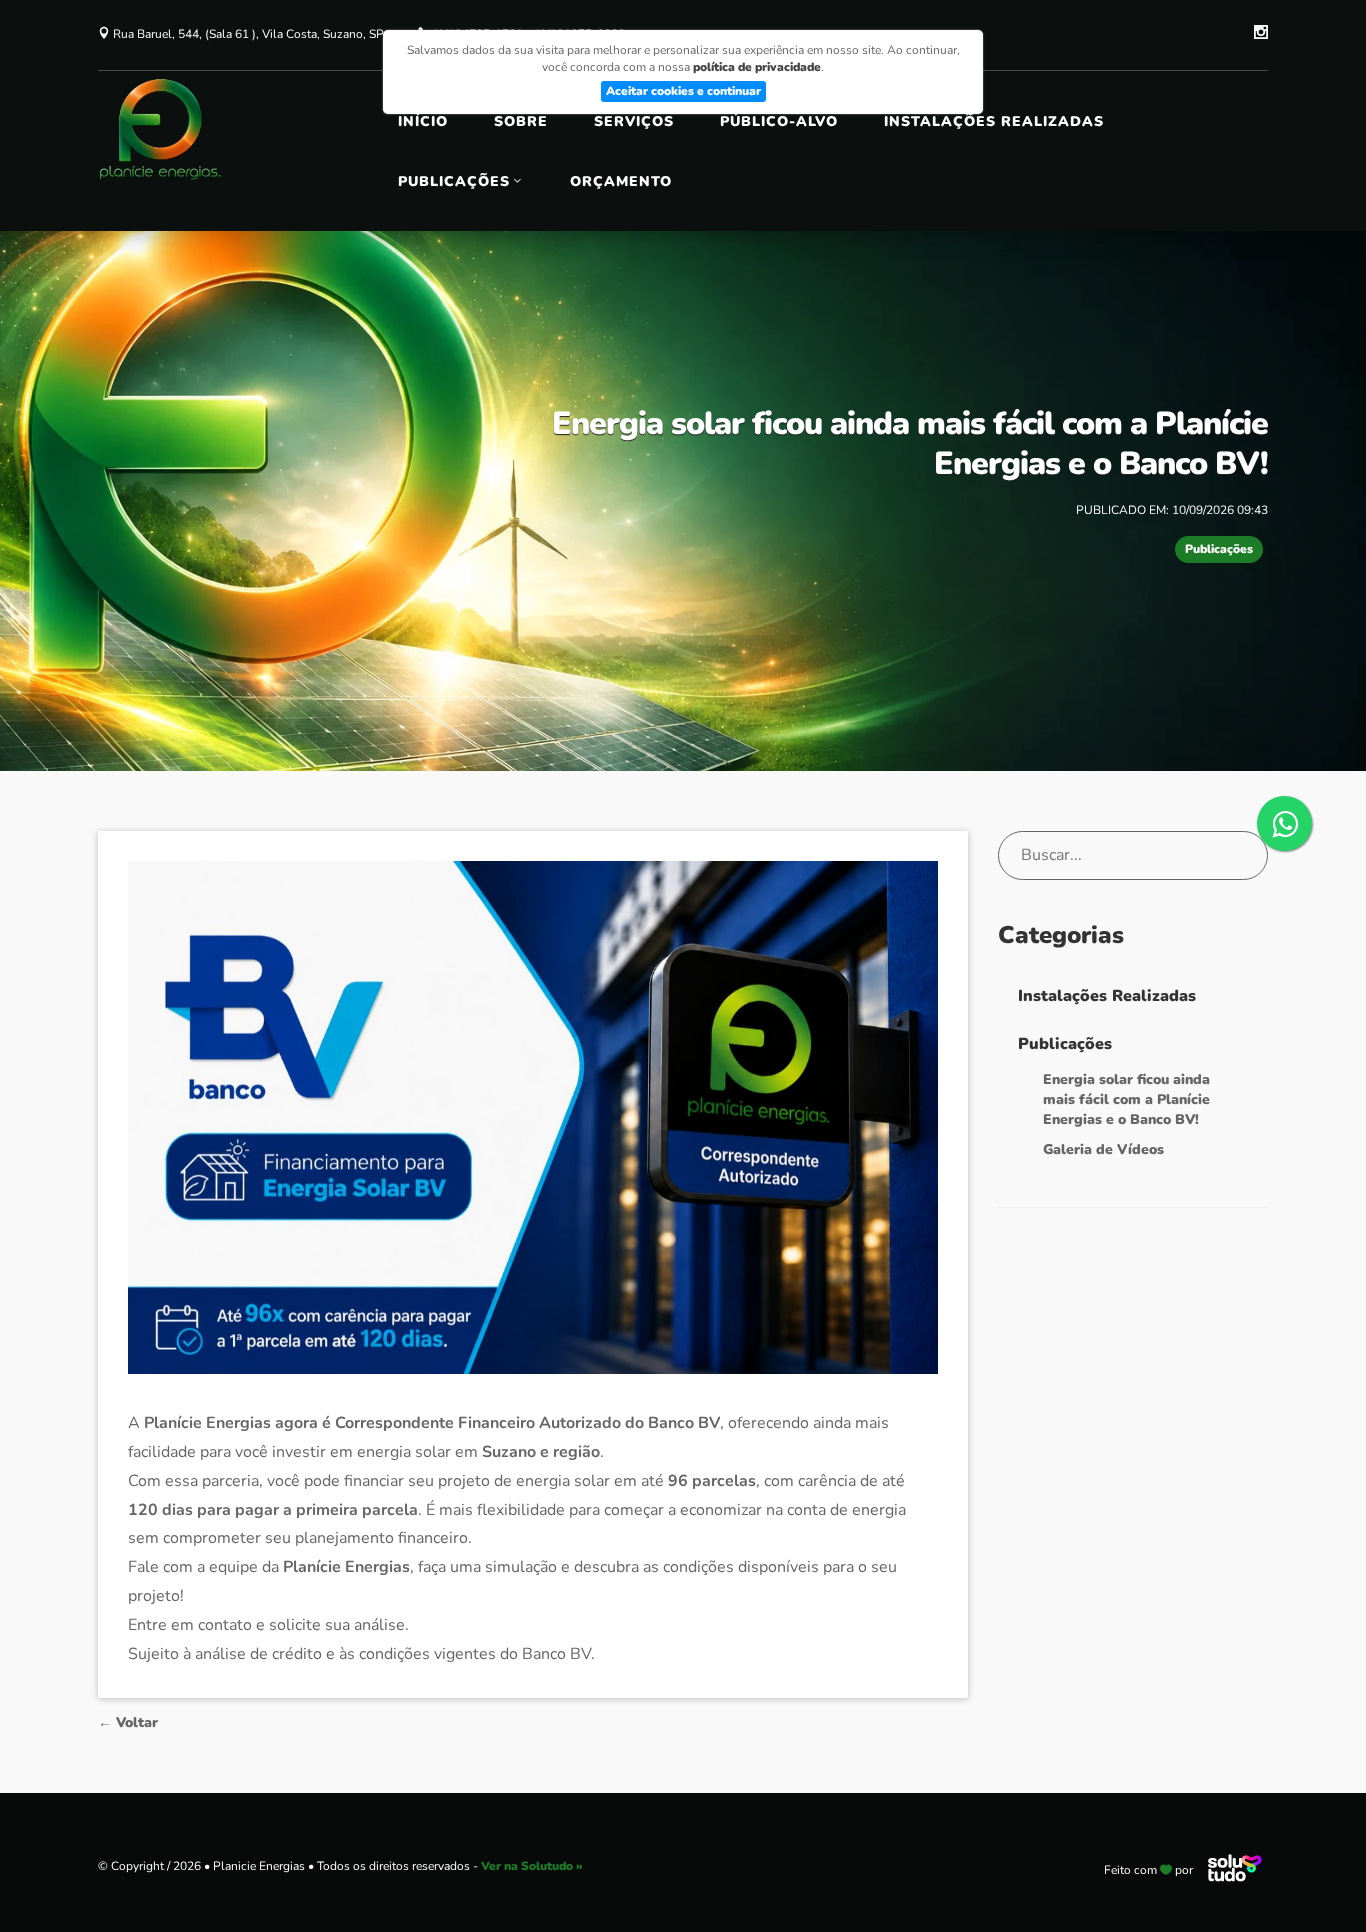 Rua Baruel, 544, (Sala 61 ), Vila Costa, Suzano, SP
Salvamos dados da sua visita para melhorar e personalizar sua experiência em nosso site. Ao continuar,
você concorda com a nossa política de privacidade.
Aceitar cookies e continuar
planície energias.
INÍCIO SOBRE SERVIÇOS PÚBLICO-ALVO INSTALAÇÕES REALIZADAS
PUBLICAÇÕES ORÇAMENTO
Energia solar ficou ainda mais fácil com a Planície
Energias e o Banco BV!
PUBLICADO EM: 10/09/2026 09:43
Publicações
BV
banco
Financiamento para
Energia Solar BV
Até 96x com carência para pagar
a 1ª parcela em até 120 dias.
planície energias.
Correspondente
Autorizado
A Planície Energias agora é Correspondente Financeiro Autorizado do Banco BV, oferecendo ainda mais
facilidade para você investir em energia solar em Suzano e região.
Com essa parceria, você pode financiar seu projeto de energia solar em até 96 parcelas, com carência de até
120 dias para pagar a primeira parcela. É mais flexibilidade para começar a economizar na conta de energia
sem comprometer seu planejamento financeiro.
Fale com a equipe da Planície Energias, faça uma simulação e descubra as condições disponíveis para o seu
projeto!
Entre em contato e solicite sua análise.
Sujeito à análise de crédito e às condições vigentes do Banco BV.
← Voltar
Buscar...
Categorias
Instalações Realizadas
Publicações
Energia solar ficou ainda
mais fácil com a Planície
Energias e o Banco BV!
Galeria de Vídeos
© Copyright / 2026 • Planicie Energias • Todos os direitos reservados - Ver na Solutudo »
Feito com por
solu
tudo